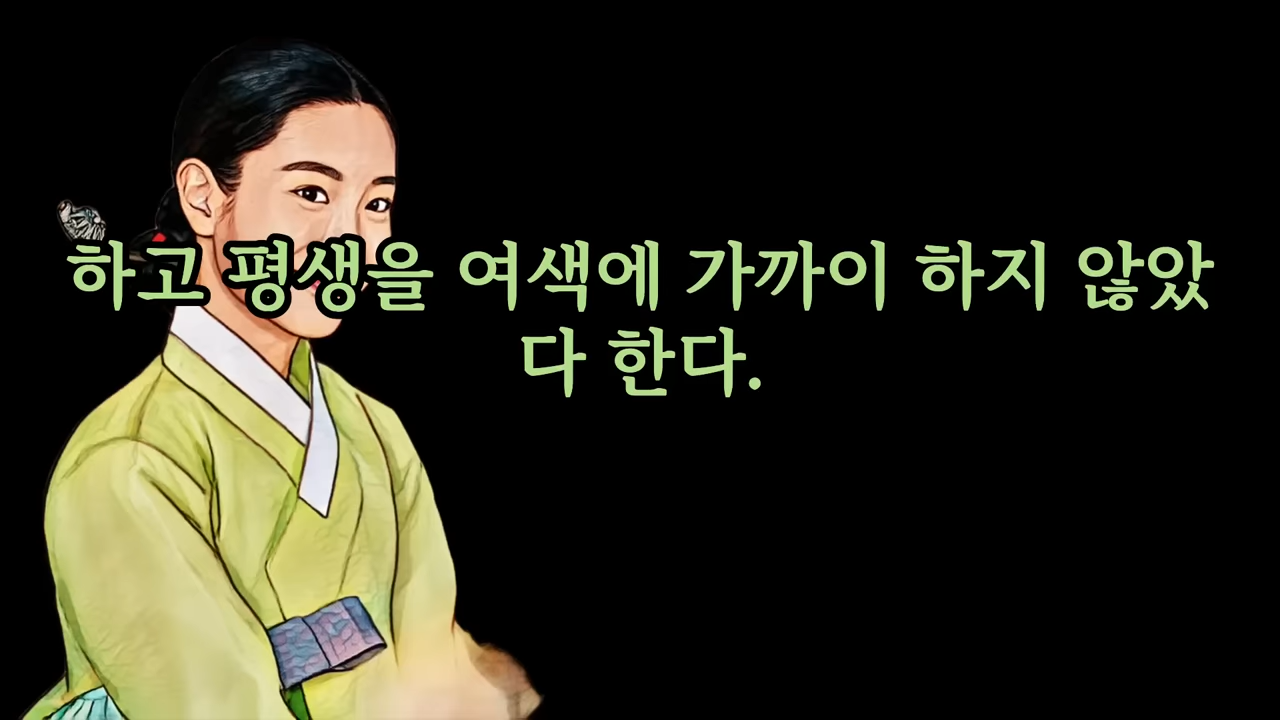 하고 평생을 여색에 가까이 하지 않았
다 한다.